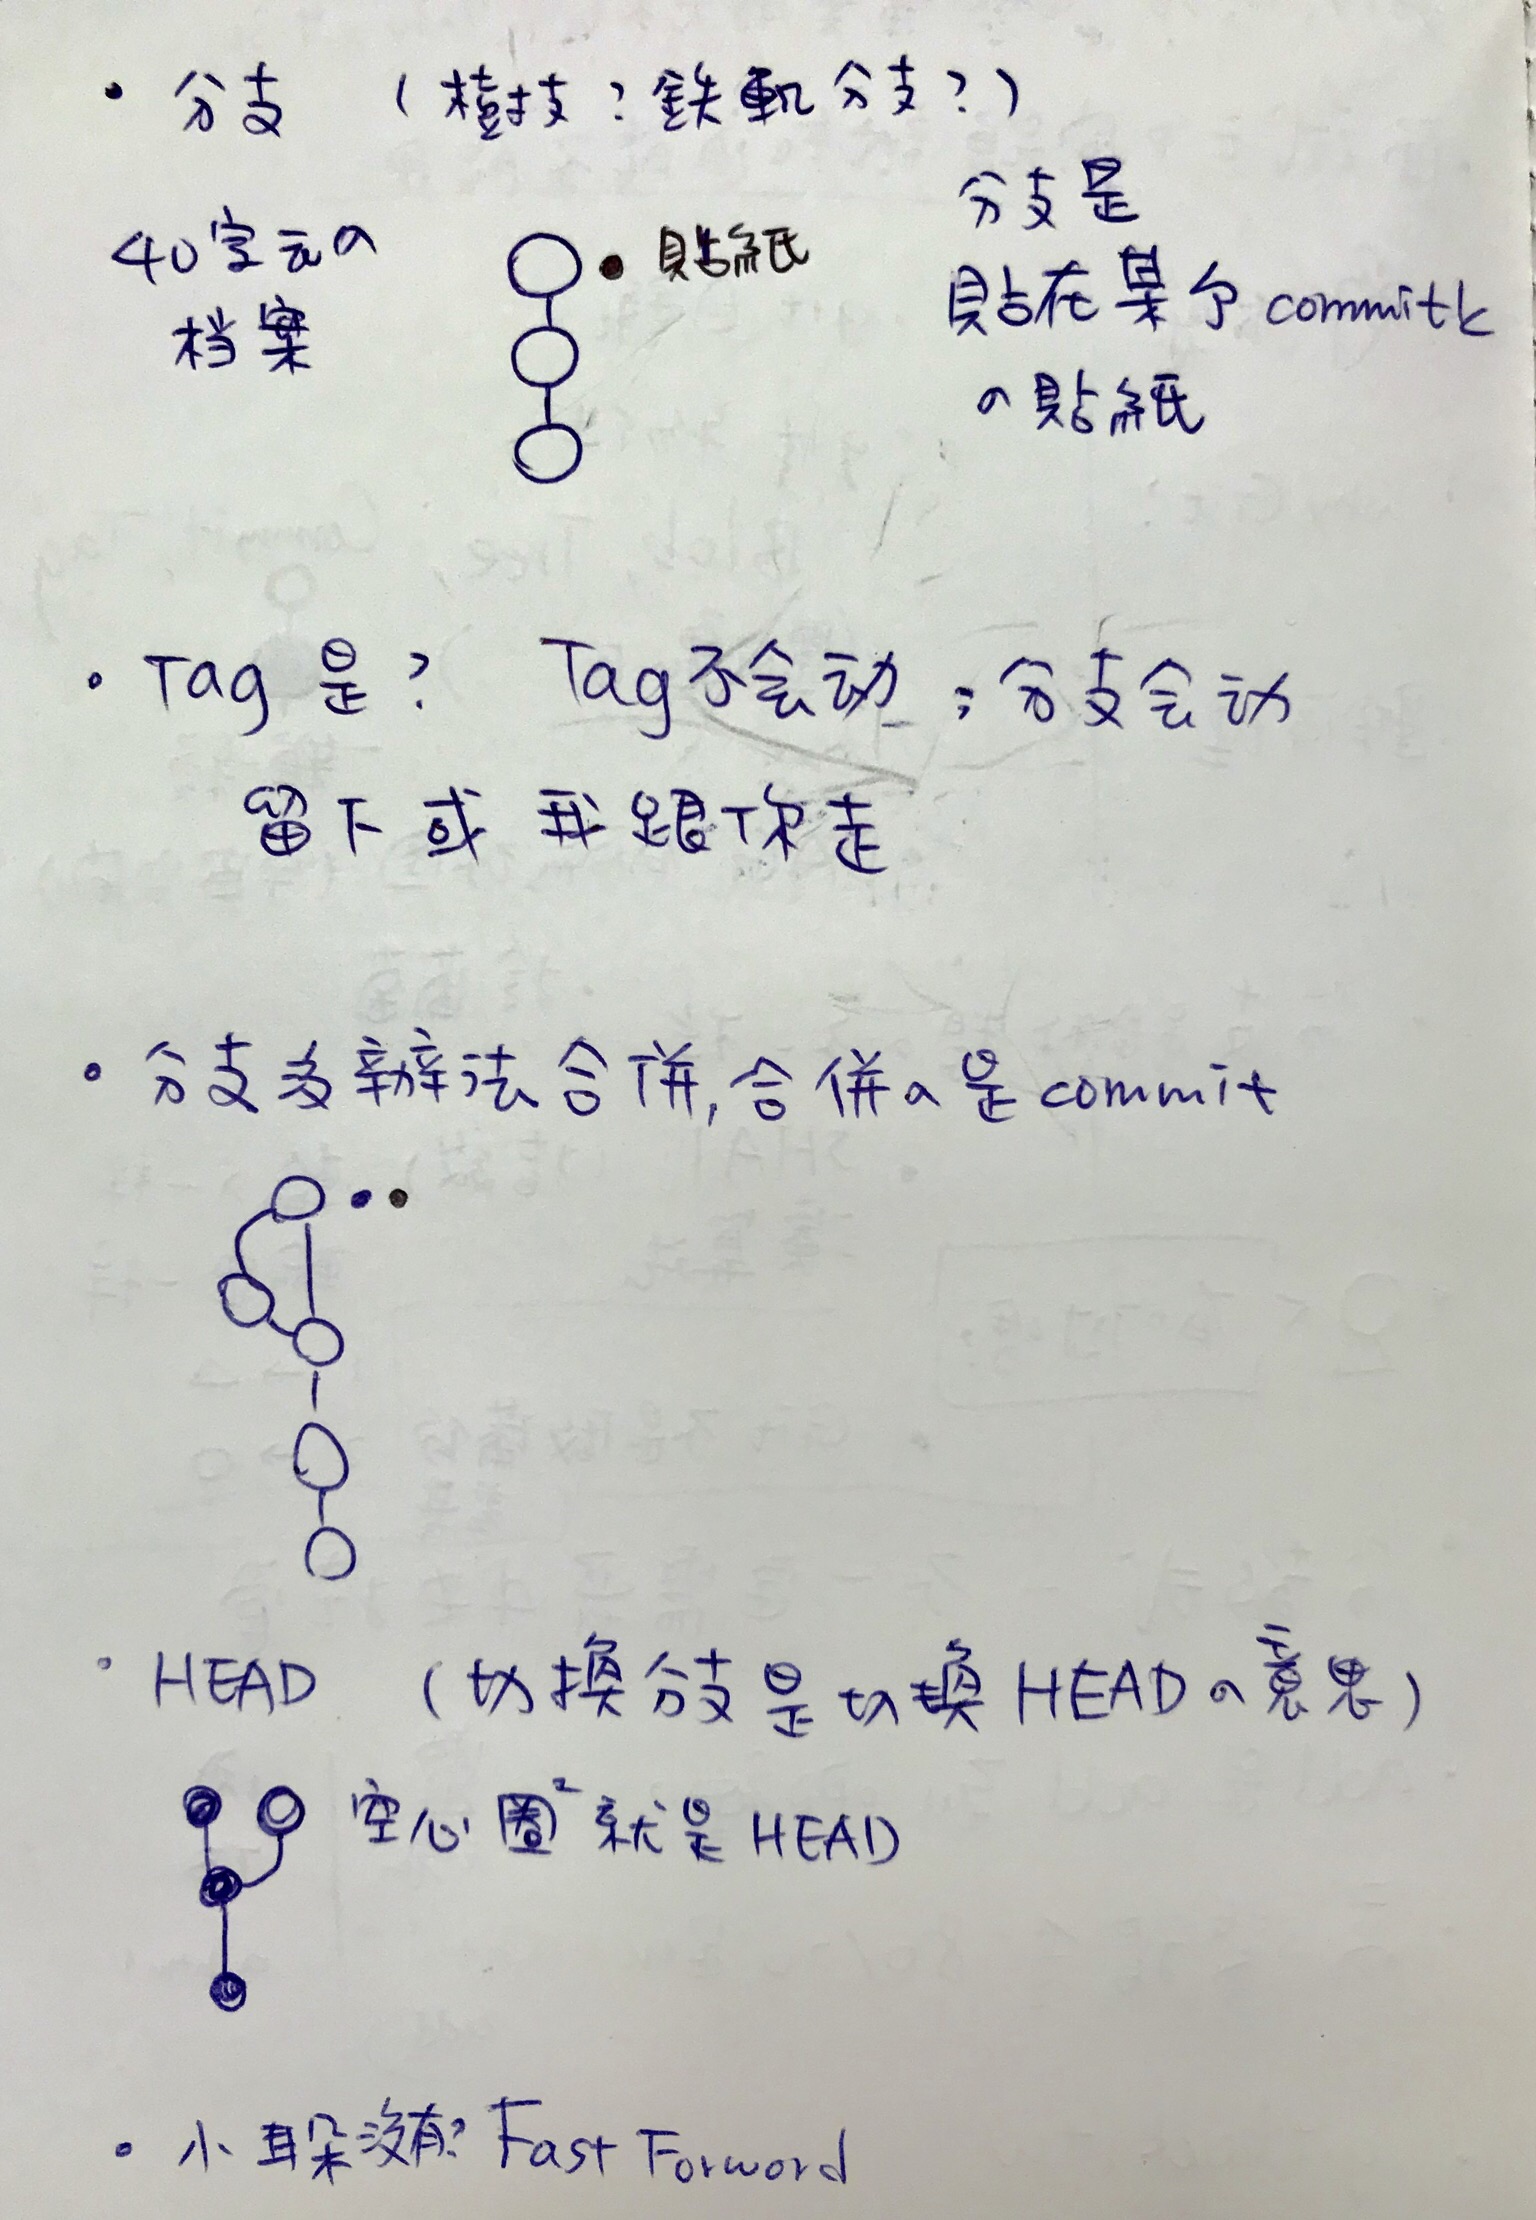 • 分支 (樹枝?鉄軌分支?)
40字元の
档案
• 貼紙
分支是
貼在某个commit上
の貼紙
• Tag 是? Tag不会动;分支会动
留下或我跟你走
• 分支沒辦法合併,合併の是commit
• HEAD (切換分支是切換HEADの意思)
空心圈² 就是HEAD
• 小耳朵沒有? Fast Forword